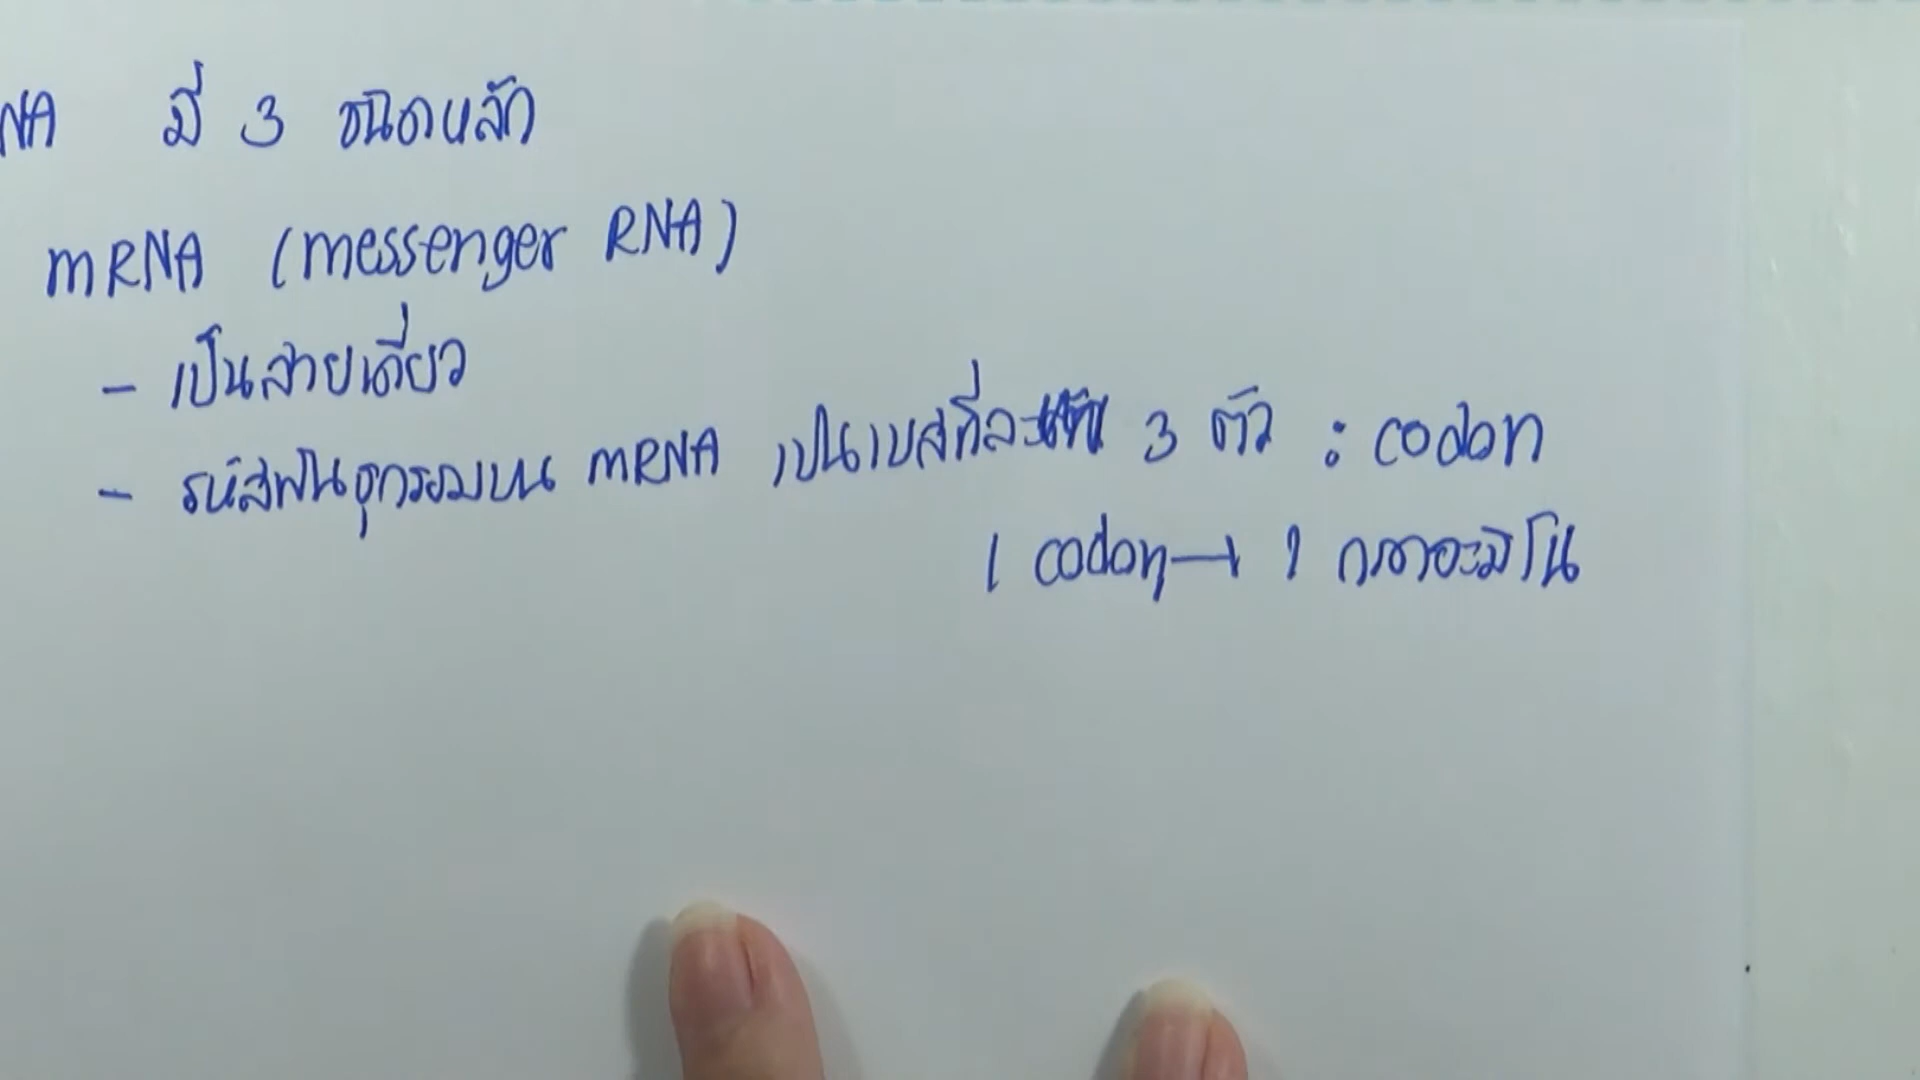 NA มี 3 ชนิดหลัก
mRNA (messenger RNA)
- เป็นสายเดี่ยว
- รหัสพันธุกรรมบน mRNA เป็นเบสทีละ 3 ตัว : codon
1 codon → 1 กรดอะมิโน